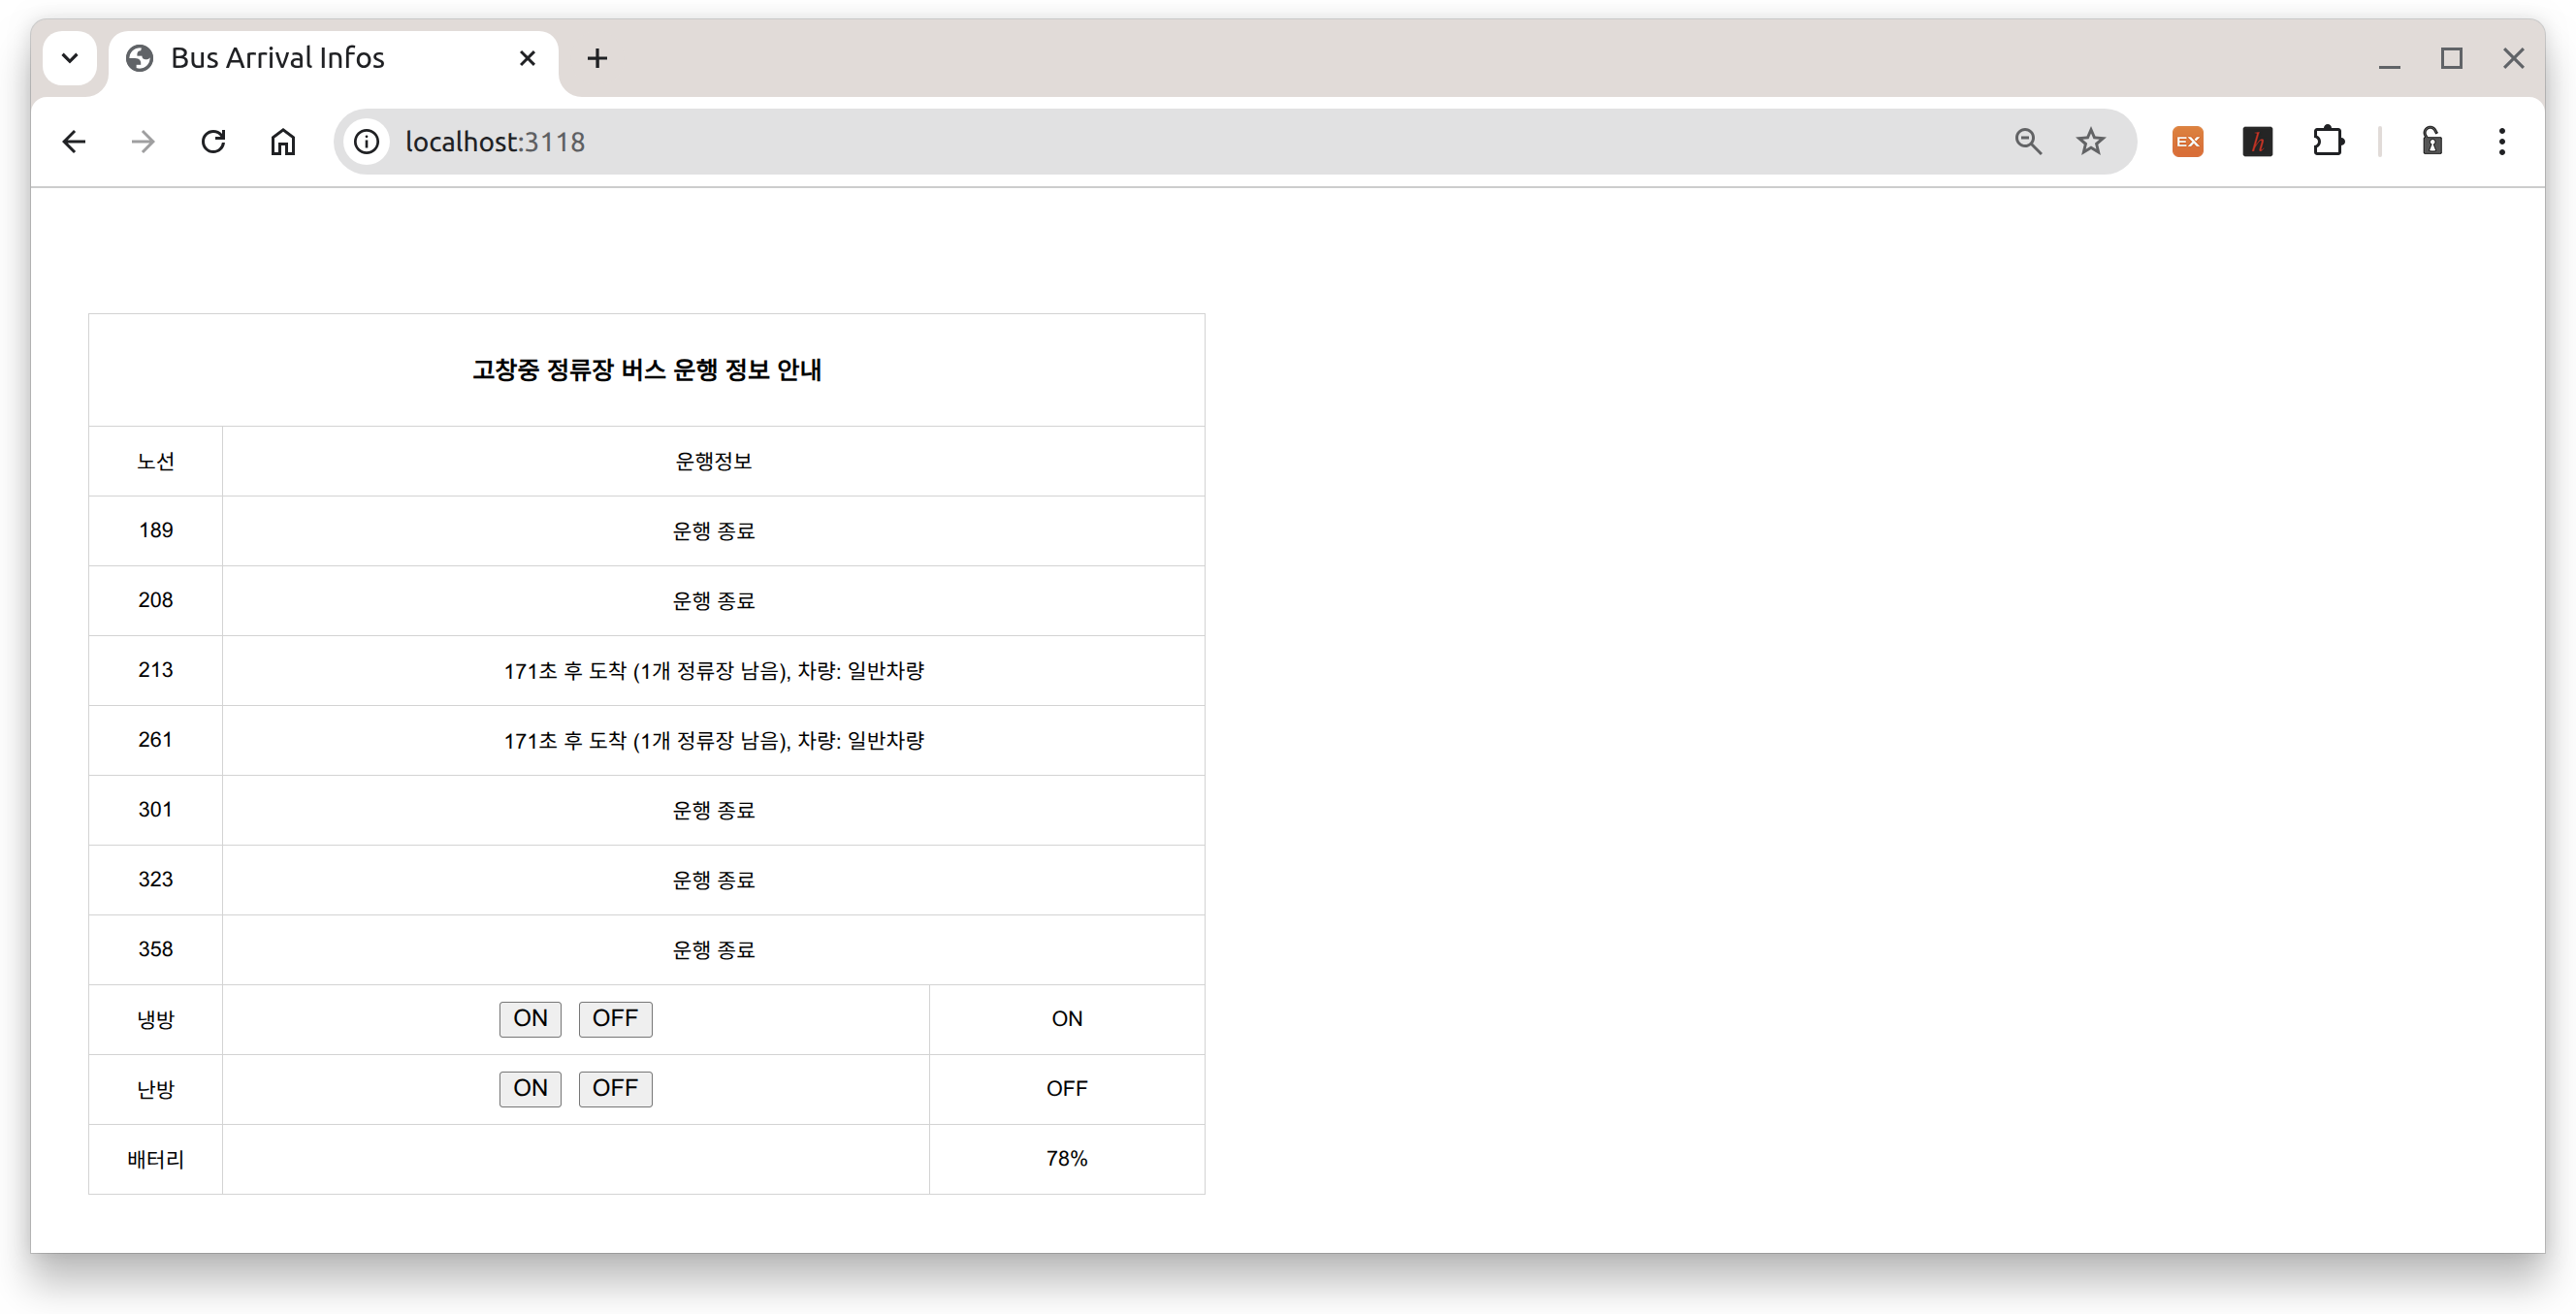 Bus Arrival Infos
localhost:3118
EX
h
고창중 정류장 버스 운행 정보 안내
노선 운행정보
189 운행 종료
208 운행 종료
213 171초 후 도착 (1개 정류장 남음), 차량: 일반차량
261 171초 후 도착 (1개 정류장 남음), 차량: 일반차량
301 운행 종료
323 운행 종료
358 운행 종료
냉방 ON OFF ON
난방 ON OFF OFF
배터리 78%